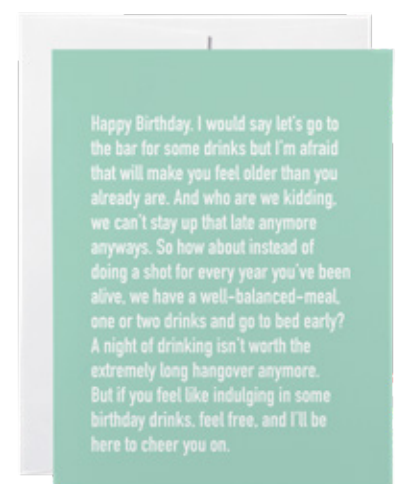 Happy Birthday. I would say let's go to
the bar for some drinks but I'm afraid
that will make you feel older than you
already are. And who are we kidding,
we can't stay up that late anymore
anyways. So how about instead of
doing a shot for every year you've been
alive, we have a well-balanced-meal,
one or two drinks and go to bed early?
A night of drinking isn't worth the
extremely long hangover anymore.
But if you feel like indulging in some
birthday drinks, feel free, and I'll be
here to cheer you on.